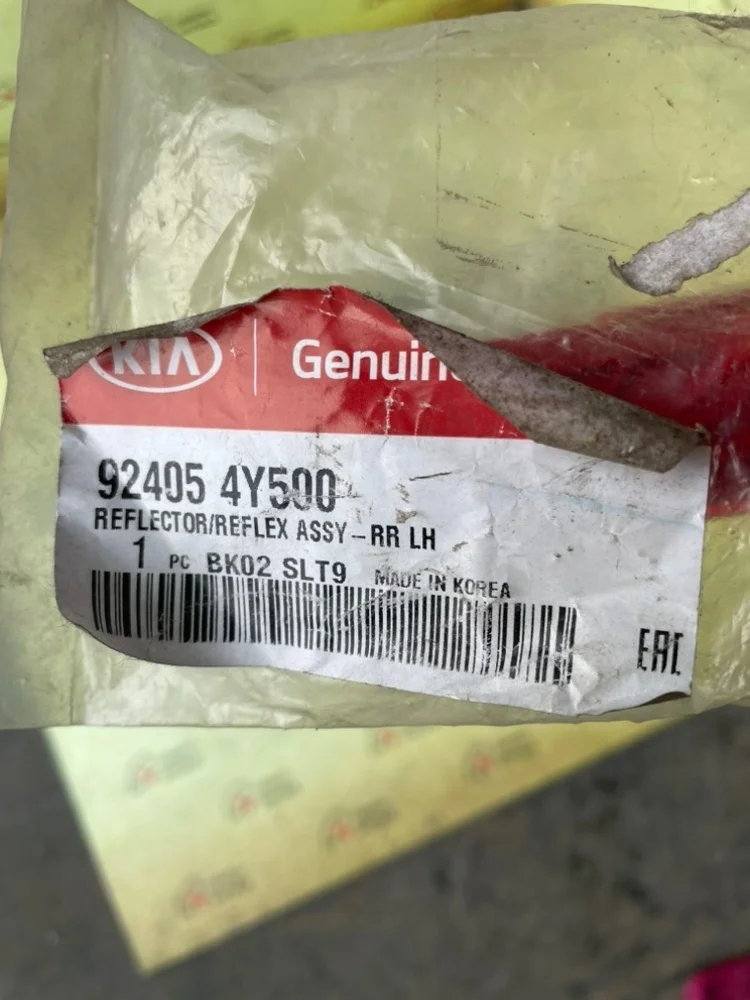 KIA Genuin
92405 4Y500
REFLECTOR/REFLEX ASSY-RR LH
1 PC BK02 SLT9 MADE IN KOREA
EAC